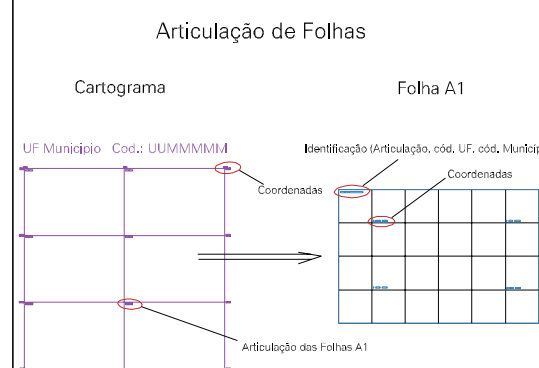 Articulação de Folhas
Cartograma
Folha A1
UF Município Cod.: UUMMMMM
Identificação (Articulação, cód. UF, cód. Municíp
Coordenadas
Coordenadas
Articulação das Folhas A1